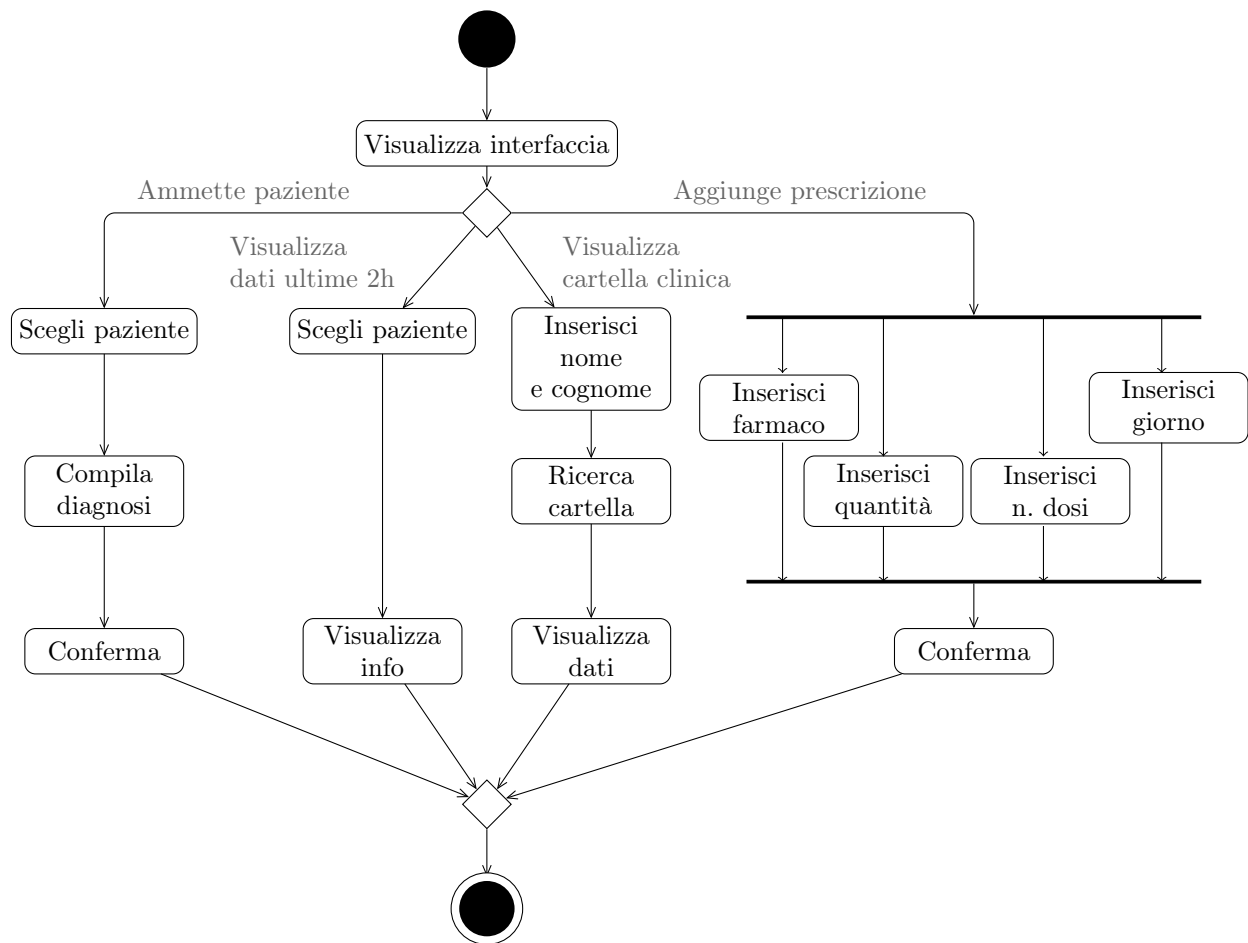 Visualizza interfaccia
Ammette paziente
Aggiunge prescrizione
Visualizza
dati ultime 2h
Visualizza
cartella clinica
Scegli paziente
Scegli paziente
Inserisci
nome
e cognome
Inserisci
farmaco
Inserisci
giorno
Compila
diagnosi
Ricerca
cartella
Inserisci
quantità
Inserisci
n. dosi
Conferma
Visualizza
info
Visualizza
dati
Conferma